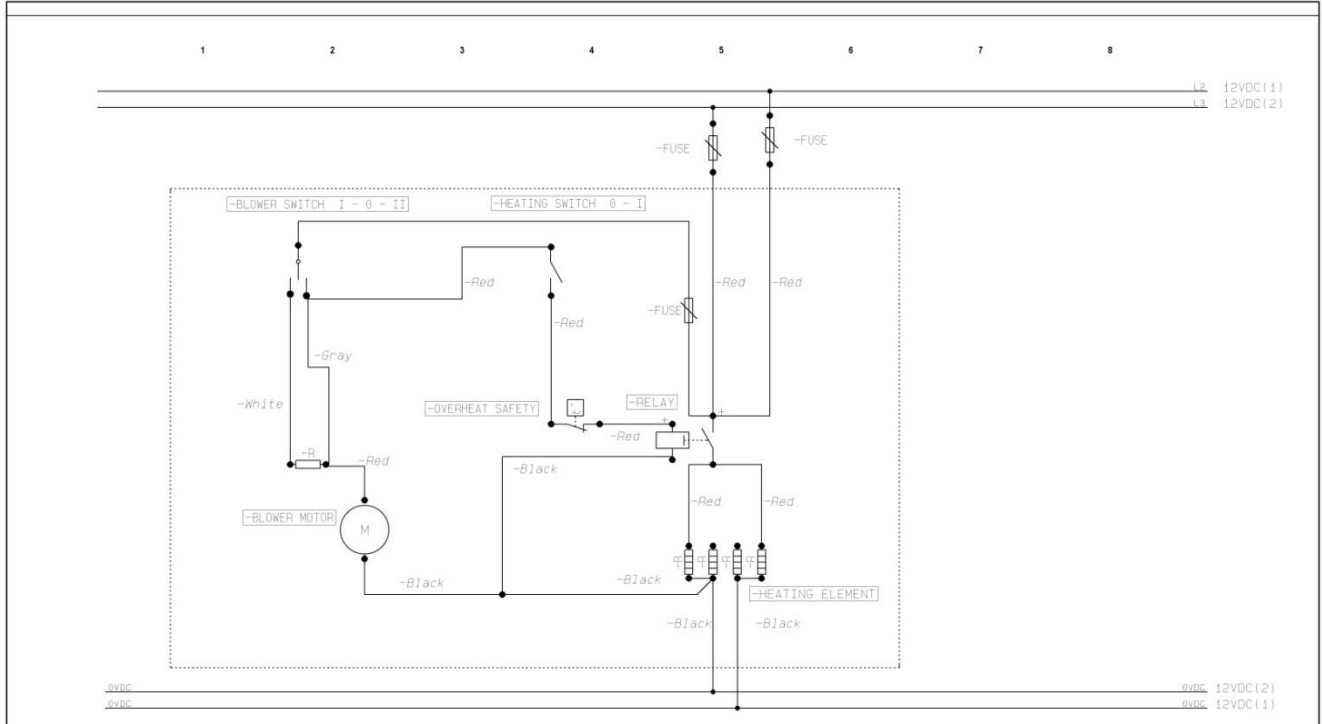 1 2 3 4 5 6 7 8
L2 12VDC(1)
L3 12VDC(2)
-FUSE
-FUSE
-BLOWER SWITCH I - 0 - II
-HEATING SWITCH 0 - I
-Red
-Red
-Red
-FUSE
-Red
-Gray
-White
-OVERHEAT SAFETY
t°
-RELAY
+
+
-Red
-R
-Red
-Black
-Red
-Red
-BLOWER MOTOR
M
-R
-R
-R
-R
-Black
-Black
-HEATING ELEMENT
-Black
-Black
0VDC 0VDC 12VDC(2)
0VDC 0VDC 12VDC(1)